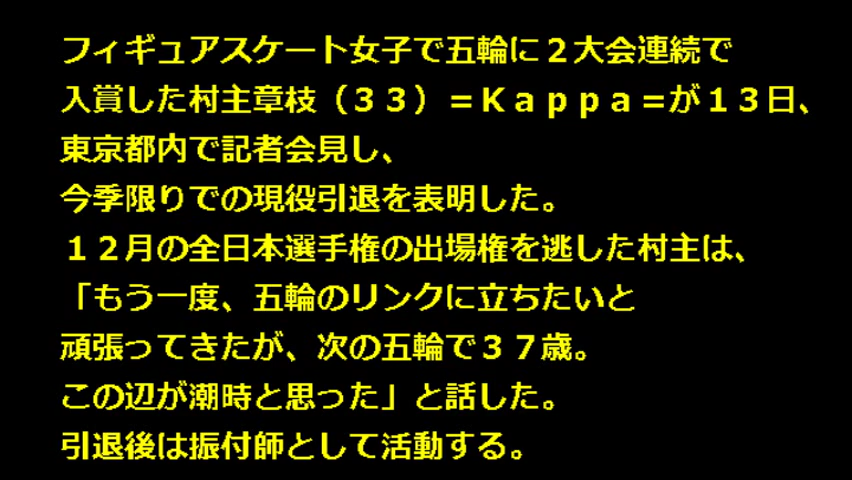 フィギュアスケート女子で五輪に２大会連続で
入賞した村主章枝（３３）＝Ｋａｐｐａ＝が１３日、
東京都内で記者会見し、
今季限りでの現役引退を表明した。
１２月の全日本選手権の出場権を逃した村主は、
「もう一度、五輪のリンクに立ちたいと
頑張ってきたが、次の五輪で３７歳。
この辺が潮時と思った」と話した。
引退後は振付師として活動する。